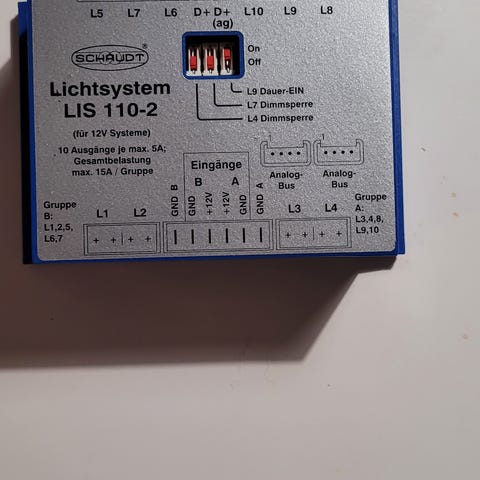 L5 L7 L6 D+ D+ L10 L9 L8
(ag)
SCHAUDT
On
Off
Lichtsystem
LIS 110-2
L9 Dauer-EIN
L7 Dimmsperre
L4 Dimmsperre
(für 12V Systeme)
10 Ausgänge je max. 5A;
Gesamtbelastung
max. 15A / Gruppe
Eingänge
B A
1 1
Analog-
Bus
Analog-
Bus
Gruppe
B:
L1,2,5,
L6,7
L1 L2
GND B
GND
+12V
+12V
GND
GND A
L3 L4
Gruppe
A:
L3,4,8,
L9,10
+ + + +
+ + + +